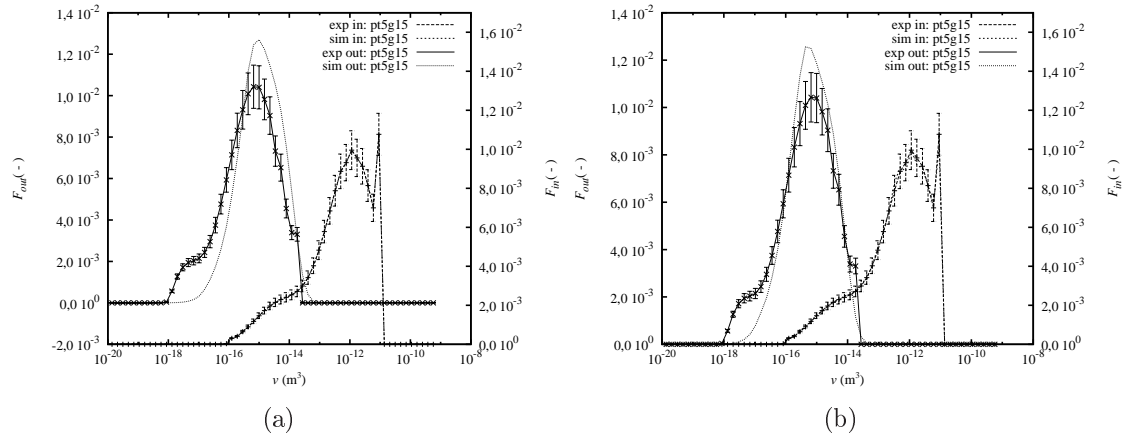 1,4 10⁻²
1,2 10⁻²
1,0 10⁻²
8,0 10⁻³
6,0 10⁻³
4,0 10⁻³
2,0 10⁻³
0,0 10⁰
-2,0 10⁻³
F_out(-)
exp in: pt5g15
sim in: pt5g15
exp out: pt5g15
sim out: pt5g15
1,6 10⁻²
1,4 10⁻²
1,2 10⁻²
1,0 10⁻²
8,0 10⁻³
6,0 10⁻³
4,0 10⁻³
2,0 10⁻³
0,0 10⁰
F_in(-)
10⁻²⁰ 10⁻¹⁸ 10⁻¹⁶ 10⁻¹⁴ 10⁻¹² 10⁻¹⁰ 10⁻⁸
v (m³)
(a)
1,4 10⁻²
1,2 10⁻²
1,0 10⁻²
8,0 10⁻³
6,0 10⁻³
4,0 10⁻³
2,0 10⁻³
0,0 10⁰
F_out(-)
exp in: pt5g15
sim in: pt5g15
exp out: pt5g15
sim out: pt5g15
1,6 10⁻²
1,4 10⁻²
1,2 10⁻²
1,0 10⁻²
8,0 10⁻³
6,0 10⁻³
4,0 10⁻³
2,0 10⁻³
0,0 10⁰
F_in(-)
10⁻²⁰ 10⁻¹⁸ 10⁻¹⁶ 10⁻¹⁴ 10⁻¹² 10⁻¹⁰ 10⁻⁸
v (m³)
(b)